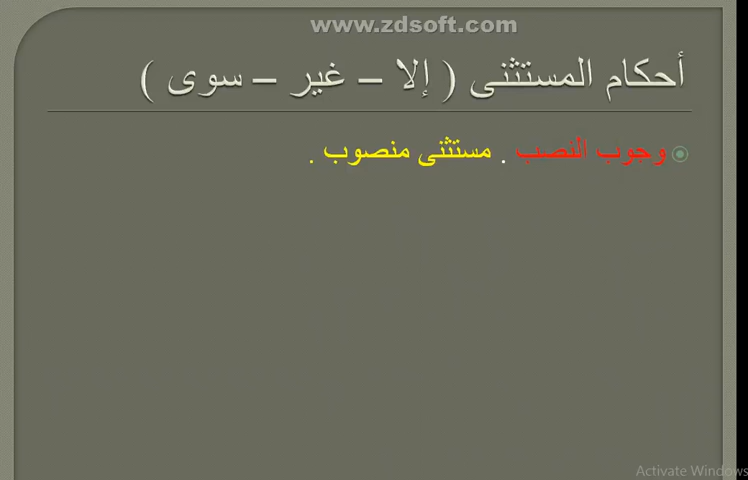 www.zdsoft.com
أحكام المستثنى ( إلا – غير – سوى )
وجوب النصب . مستثنى منصوب .
Activate Windows